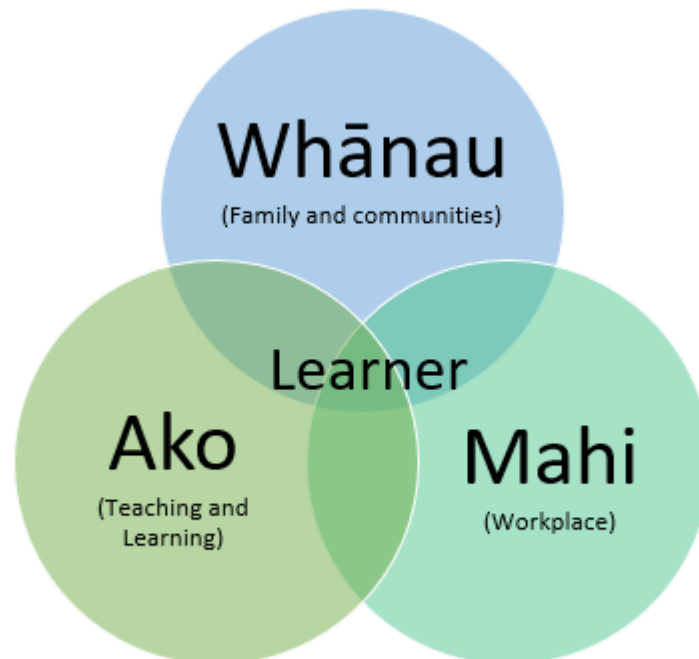 Whānau
(Family and communities)
Learner
Ako
(Teaching and
Learning)
Mahi
(Workplace)